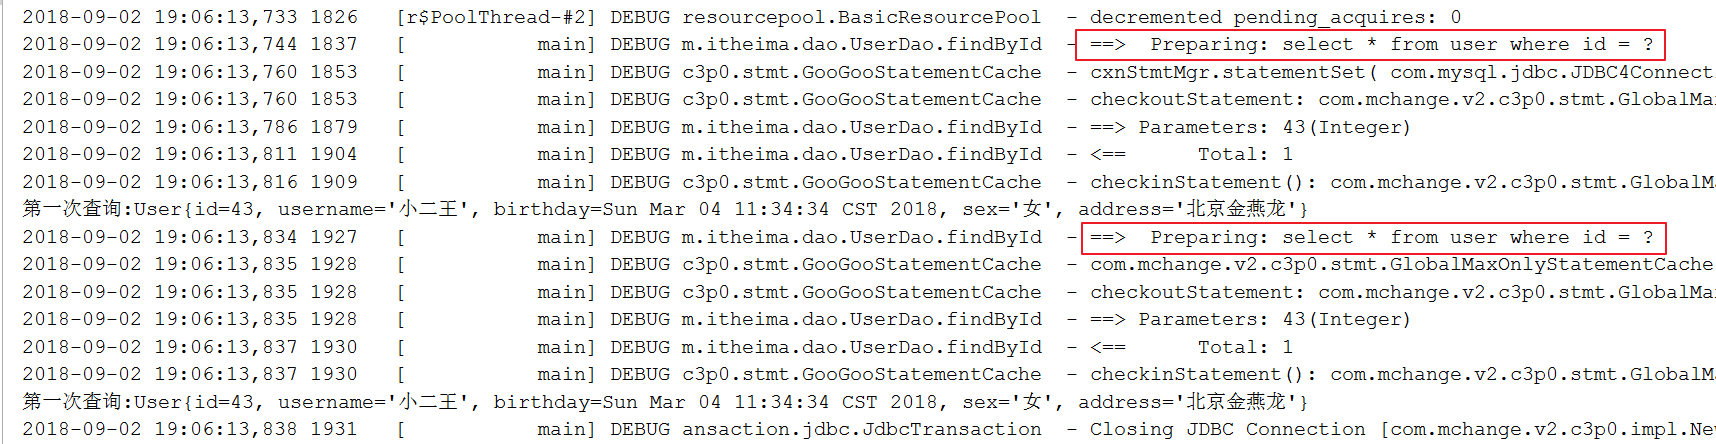 2018-09-02 19:06:13,733 1826   [r$PoolThread-#2] DEBUG resourcepool.BasicResourcePool  - decremented pending_acquires: 0
2018-09-02 19:06:13,744 1837   [           main] DEBUG m.itheima.dao.UserDao.findById  - ==>  Preparing: select * from user where id = ?
2018-09-02 19:06:13,760 1853   [           main] DEBUG c3p0.stmt.GooGooStatementCache  - cxnStmtMgr.statementSet( com.mysql.jdbc.JDBC4Connecti
2018-09-02 19:06:13,760 1853   [           main] DEBUG c3p0.stmt.GooGooStatementCache  - checkoutStatement: com.mchange.v2.c3p0.stmt.GlobalMax
2018-09-02 19:06:13,786 1879   [           main] DEBUG m.itheima.dao.UserDao.findById  - ==> Parameters: 43(Integer)
2018-09-02 19:06:13,811 1904   [           main] DEBUG m.itheima.dao.UserDao.findById  - <==      Total: 1
2018-09-02 19:06:13,816 1909   [           main] DEBUG c3p0.stmt.GooGooStatementCache  - checkinStatement(): com.mchange.v2.c3p0.stmt.GlobalMa
第一次查询:User{id=43, username='小二王', birthday=Sun Mar 04 11:34:34 CST 2018, sex='女', address='北京金燕龙'}
2018-09-02 19:06:13,834 1927   [           main] DEBUG m.itheima.dao.UserDao.findById  - ==>  Preparing: select * from user where id = ?
2018-09-02 19:06:13,835 1928   [           main] DEBUG c3p0.stmt.GooGooStatementCache  - com.mchange.v2.c3p0.stmt.GlobalMaxOnlyStatementCache
2018-09-02 19:06:13,835 1928   [           main] DEBUG c3p0.stmt.GooGooStatementCache  - checkoutStatement: com.mchange.v2.c3p0.stmt.GlobalMax
2018-09-02 19:06:13,835 1928   [           main] DEBUG m.itheima.dao.UserDao.findById  - ==> Parameters: 43(Integer)
2018-09-02 19:06:13,837 1930   [           main] DEBUG m.itheima.dao.UserDao.findById  - <==      Total: 1
2018-09-02 19:06:13,837 1930   [           main] DEBUG c3p0.stmt.GooGooStatementCache  - checkinStatement(): com.mchange.v2.c3p0.stmt.GlobalMa
第一次查询:User{id=43, username='小二王', birthday=Sun Mar 04 11:34:34 CST 2018, sex='女', address='北京金燕龙'}
2018-09-02 19:06:13,838 1931   [           main] DEBUG ansaction.jdbc.JdbcTransaction  - Closing JDBC Connection [com.mchange.v2.c3p0.impl.New